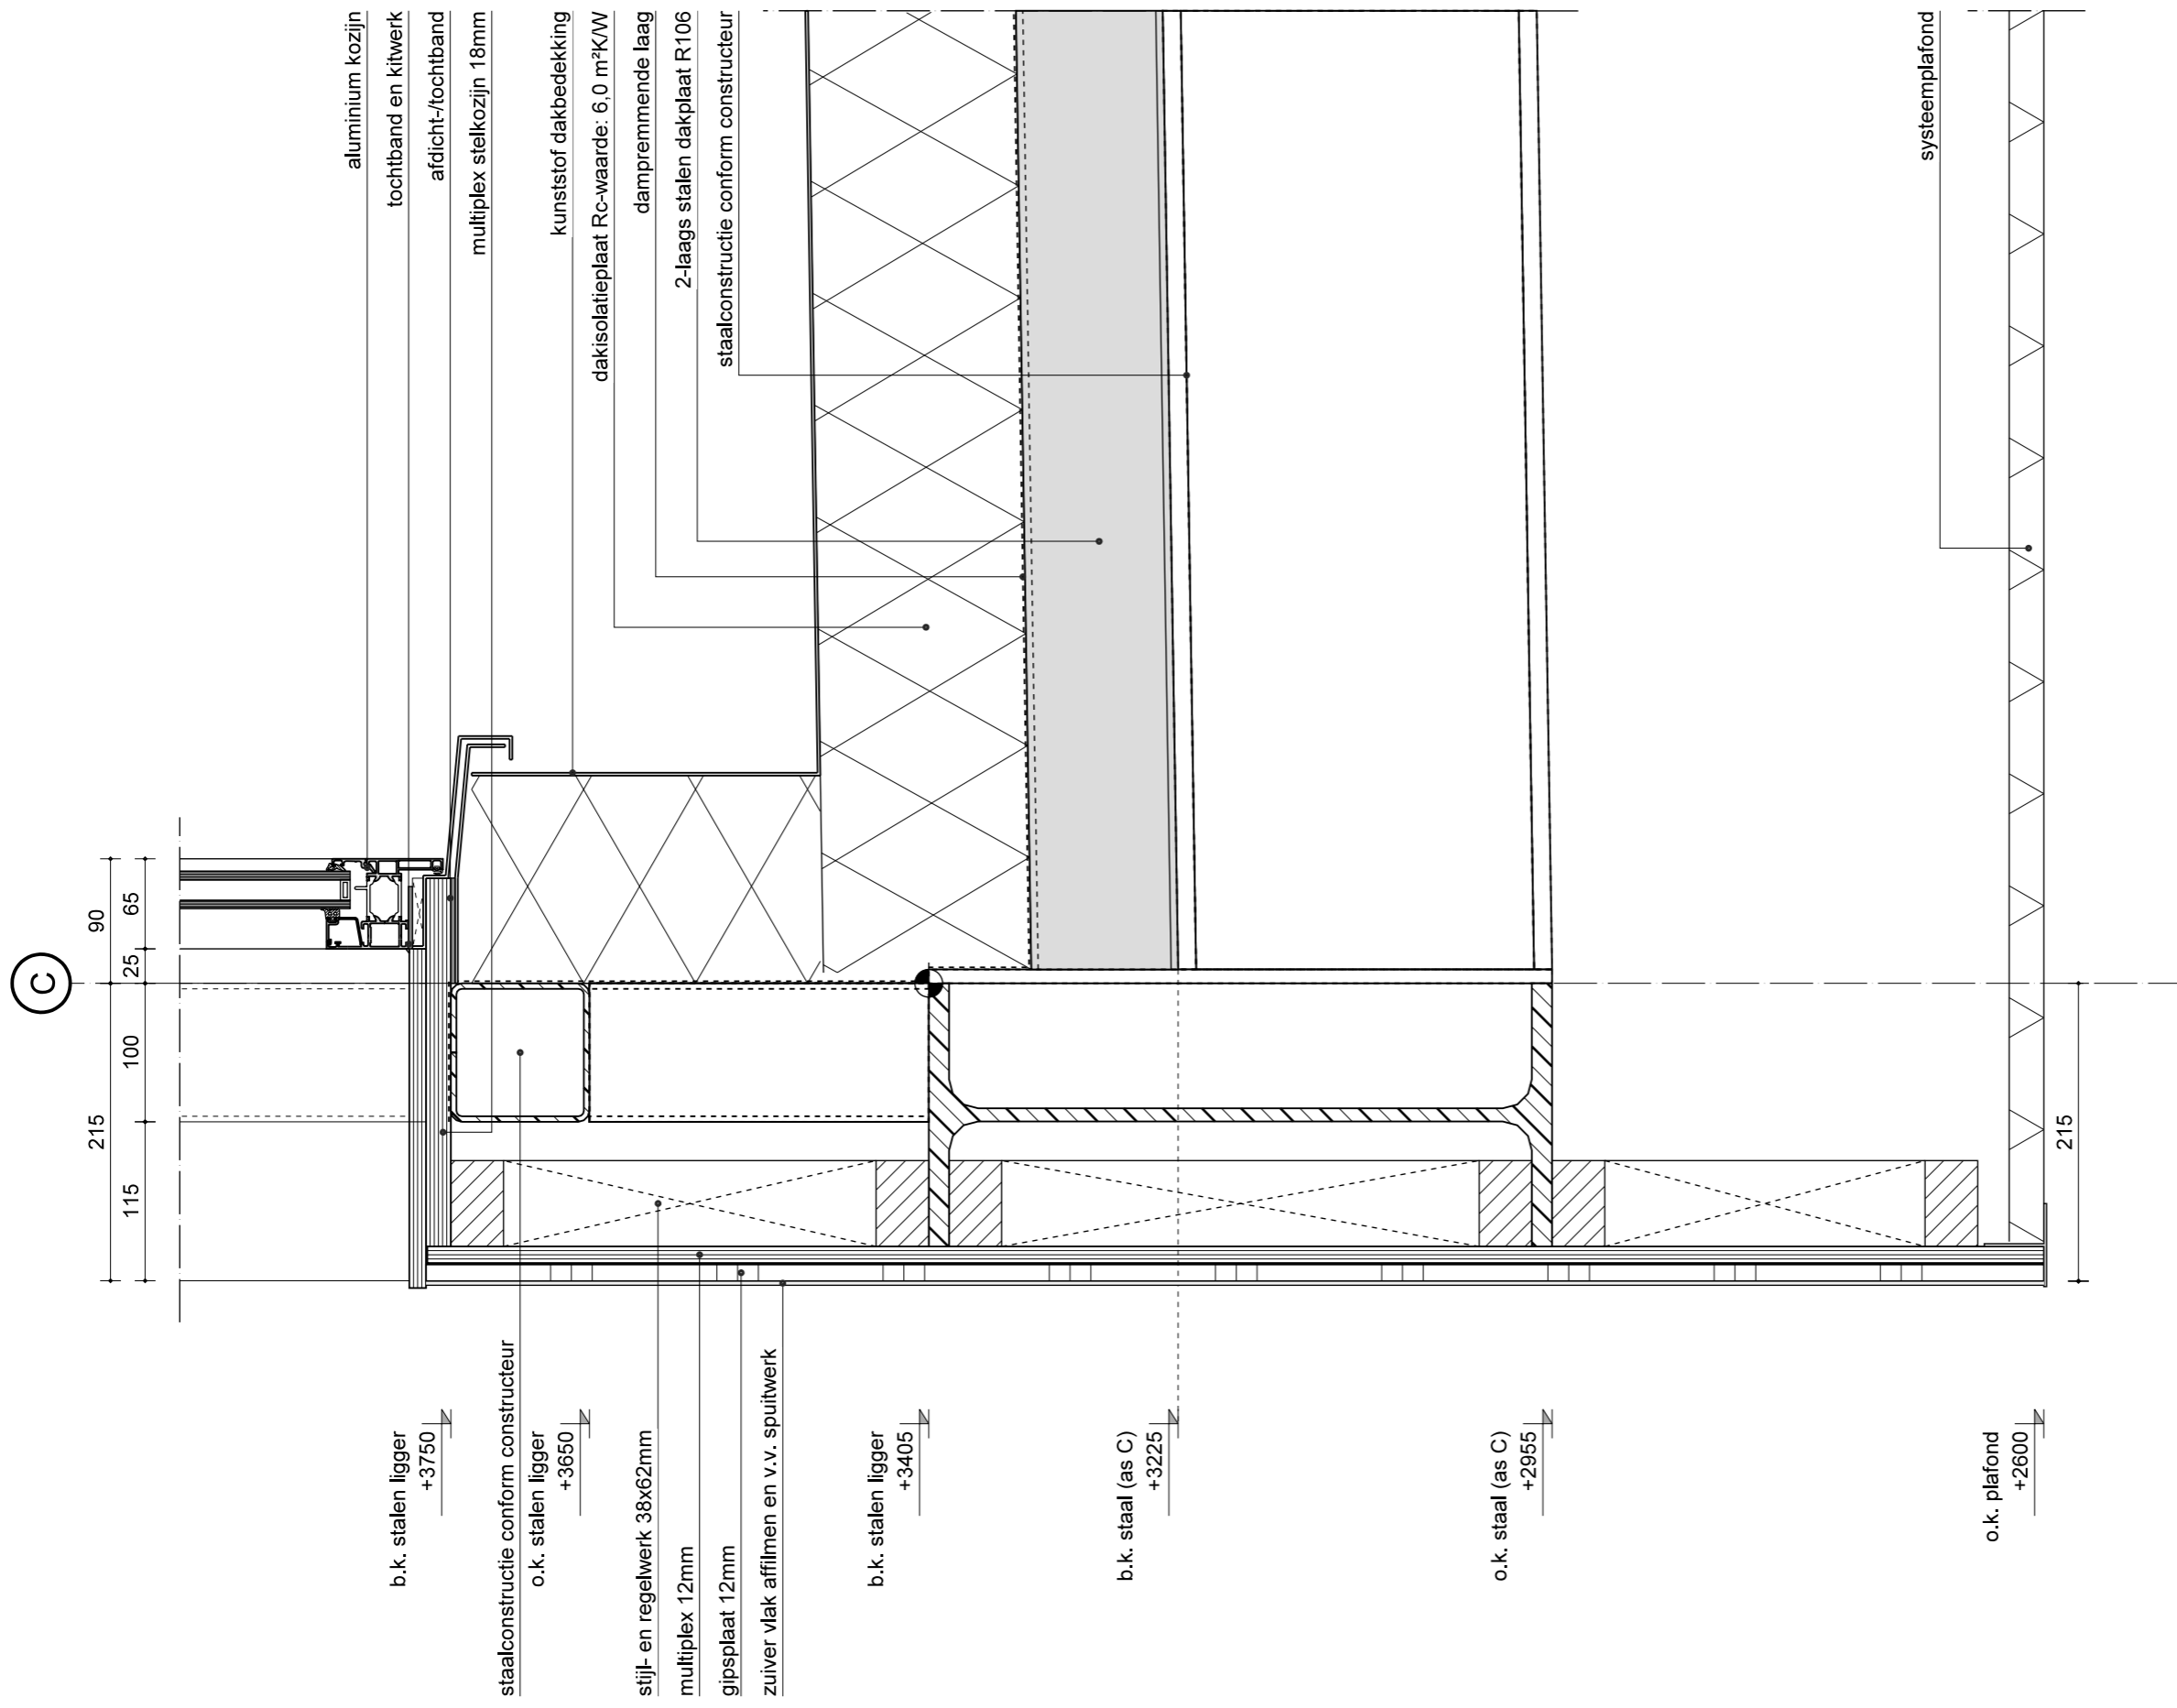 aluminium kozijn
tochtband en kitwerk
afdicht-/tochtband
multiplex stelkozijn 18mm
kunststof dakbedekking
dakisolatieplaat Rc-waarde: 6,0 m²K/W
dampremmende laag
2-laags stalen dakplaat R106
staalconstructie conform constructeur
systeemplafond
C
90
65
25
100
215
115
215
b.k. stalen ligger
+3750
staalconstructie conform constructeur
o.k. stalen ligger
+3650
stijl- en regelwerk 38x62mm
multiplex 12mm
gipsplaat 12mm
zuiver vlak affilmen en v.v. spuitwerk
b.k. stalen ligger
+3405
b.k. staal (as C)
+3225
o.k. staal (as C)
+2955
o.k. plafond
+2600